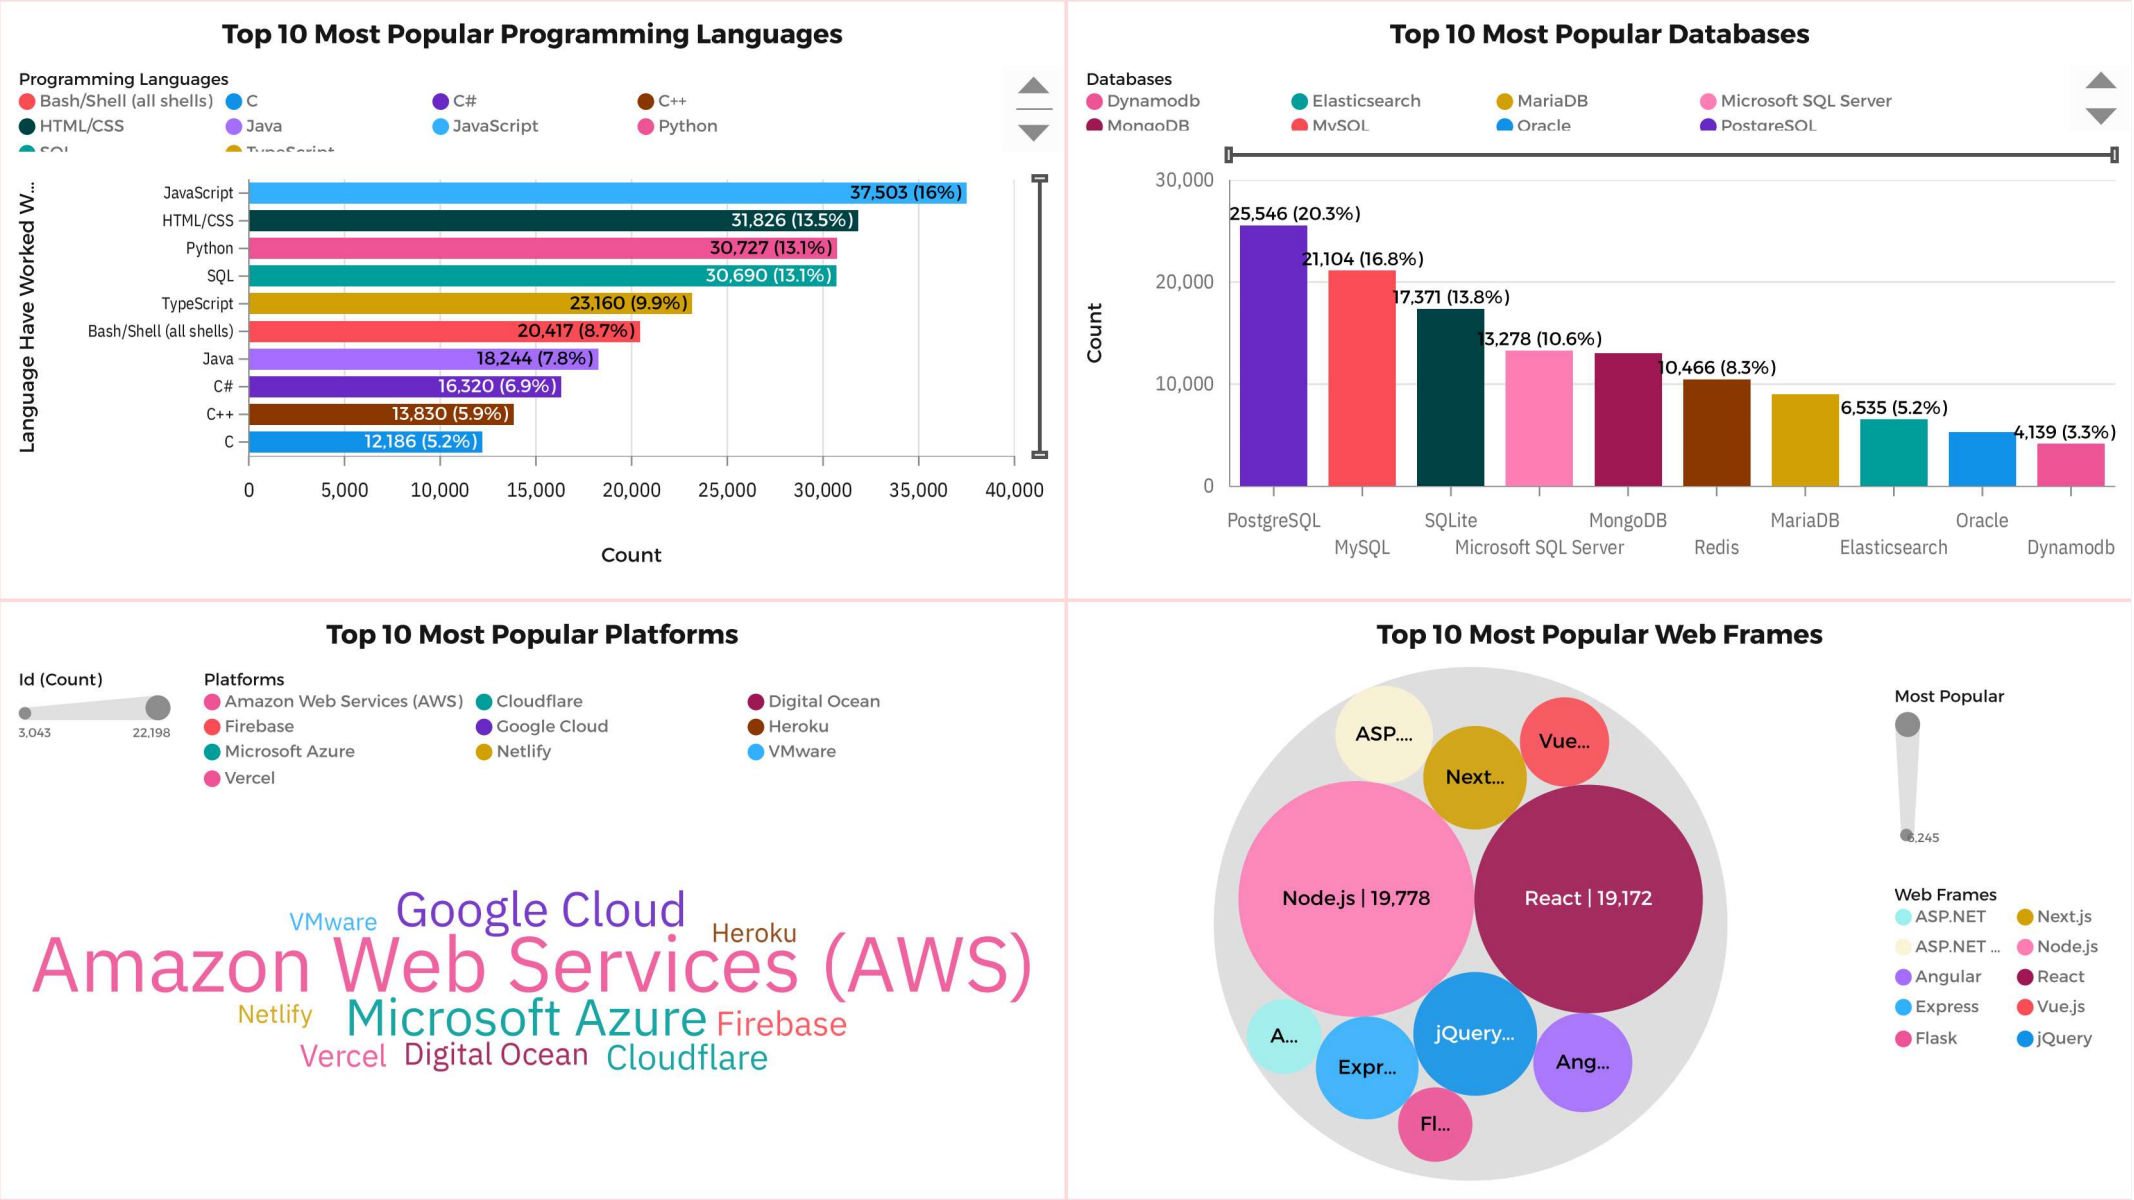 Top 10 Most Popular Programming Languages
Programming Languages
Bash/Shell (all shells) C C# C++
HTML/CSS Java JavaScript Python
SQL TypeScript
Language Have Worked W...
JavaScript 37,503 (16%)
HTML/CSS 31,826 (13.5%)
Python 30,727 (13.1%)
SQL 30,690 (13.1%)
TypeScript 23,160 (9.9%)
Bash/Shell (all shells) 20,417 (8.7%)
Java 18,244 (7.8%)
C# 16,320 (6.9%)
C++ 13,830 (5.9%)
C 12,186 (5.2%)
0 5,000 10,000 15,000 20,000 25,000 30,000 35,000 40,000
Count
Top 10 Most Popular Databases
Databases
Dynamodb Elasticsearch MariaDB Microsoft SQL Server
MongoDB MySQL Oracle PostgreSQL
Count
30,000
20,000
10,000
0
25,546 (20.3%)
21,104 (16.8%)
17,371 (13.8%)
13,278 (10.6%)
10,466 (8.3%)
6,535 (5.2%)
4,139 (3.3%)
PostgreSQL SQLite MongoDB MariaDB Oracle
MySQL Microsoft SQL Server Redis Elasticsearch Dynamodb
Top 10 Most Popular Platforms
Id (Count)
3,043 22,198
Platforms
Amazon Web Services (AWS) Cloudflare Digital Ocean
Firebase Google Cloud Heroku
Microsoft Azure Netlify VMware
Vercel
VMware Google Cloud Heroku
Amazon Web Services (AWS)
Netlify Microsoft Azure Firebase
Vercel Digital Ocean Cloudflare
Top 10 Most Popular Web Frames
ASP.... Vue...
Next...
Node.js | 19,778 React | 19,172
A... jQuery...
Expr... Ang...
Fl...
Most Popular
6,245
Web Frames
ASP.NET Next.js
ASP.NET ... Node.js
Angular React
Express Vue.js
Flask jQuery